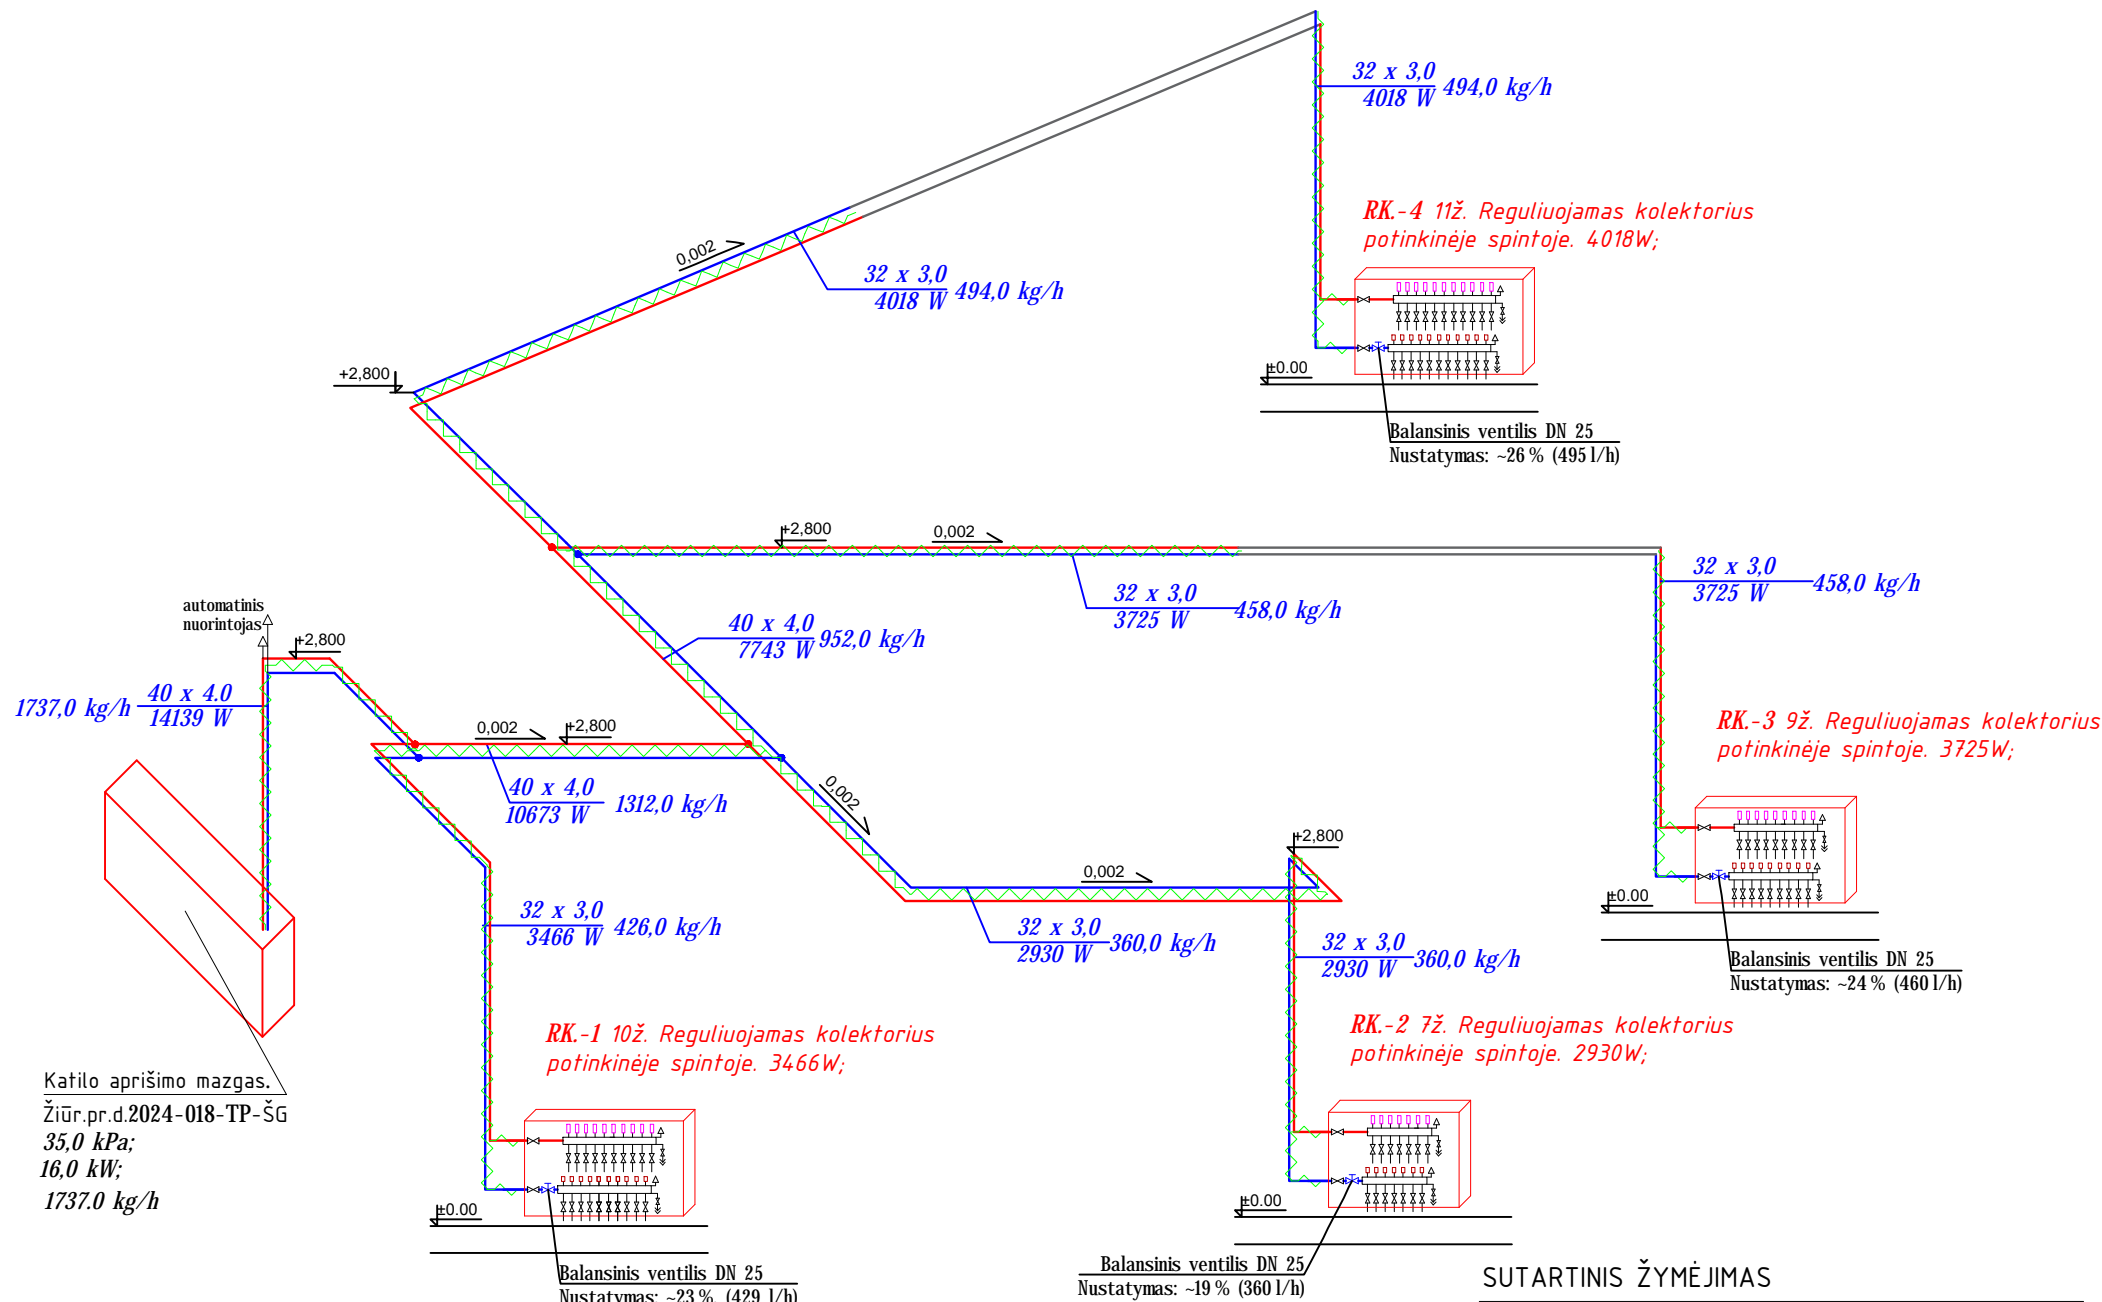 32 x 3,0
4018 W 494,0 kg/h
RK.-4 11ž. Reguliuojamas kolektorius
potinkinėje spintoje. 4018W;
0,002
32 x 3,0
4018 W 494,0 kg/h
+2,800
±0.00
Balansinis ventilis DN 25
Nustatymas: ~26 % (495 l/h)
+2,800
0,002
32 x 3,0
3725 W 458,0 kg/h
32 x 3,0
3725 W 458,0 kg/h
automatinis
nuorintojas
+2,800
40 x 4,0
7743 W 952,0 kg/h
1737,0 kg/h 40 x 4.0
14139 W
0,002
+2,800
40 x 4,0
10673 W 1312,0 kg/h
0,002
RK.-3 9ž. Reguliuojamas kolektorius
potinkinėje spintoje. 3725W;
+2,800
0,002
±0.00
32 x 3,0
3466 W 426,0 kg/h
32 x 3,0
2930 W 360,0 kg/h
32 x 3,0
2930 W 360,0 kg/h
Balansinis ventilis DN 25
Nustatymas: ~24 % (460 l/h)
RK.-1 10ž. Reguliuojamas kolektorius
potinkinėje spintoje. 3466W;
RK.-2 7ž. Reguliuojamas kolektorius
potinkinėje spintoje. 2930W;
Katilo aprišimo mazgas.
Žiūr.pr.d.2024-018-TP-ŠG
35,0 kPa;
16,0 kW;
1737.0 kg/h
±0.00
±0.00
Balansinis ventilis DN 25
Nustatymas: ~23 %. (429 l/h)
Balansinis ventilis DN 25
Nustatymas: ~19 % (360 l/h)
SUTARTINIS ŽYMĖJIMAS